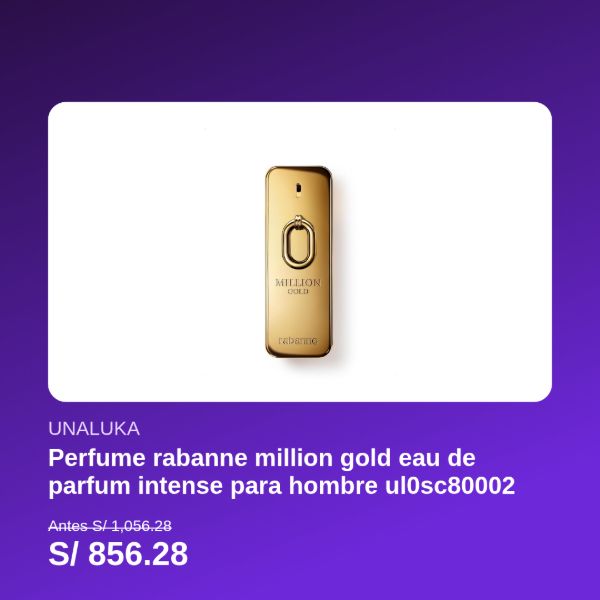 MILLION
GOLD
rabanne
UNALUKA
Perfume rabanne million gold eau de
parfum intense para hombre ul0sc80002
Antes S/ 1,056.28
S/ 856.28